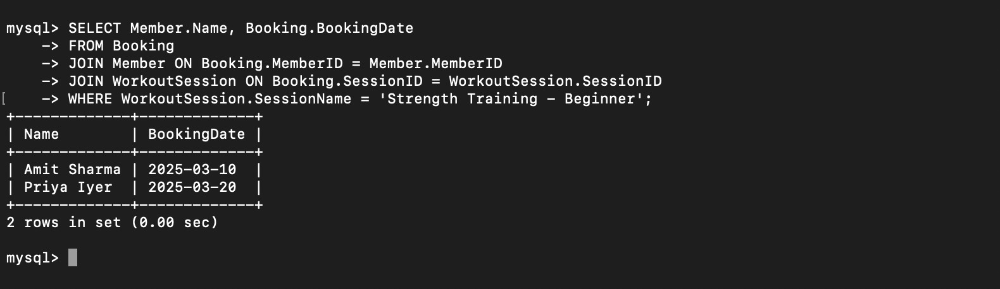 mysql> SELECT Member.Name, Booking.BookingDate
    -> FROM Booking
    -> JOIN Member ON Booking.MemberID = Member.MemberID
    -> JOIN WorkoutSession ON Booking.SessionID = WorkoutSession.SessionID
[    -> WHERE WorkoutSession.SessionName = 'Strength Training - Beginner';
+-------------+-------------+
| Name        | BookingDate |
+-------------+-------------+
| Amit Sharma | 2025-03-10  |
| Priya Iyer  | 2025-03-20  |
+-------------+-------------+
2 rows in set (0.00 sec)
mysql>